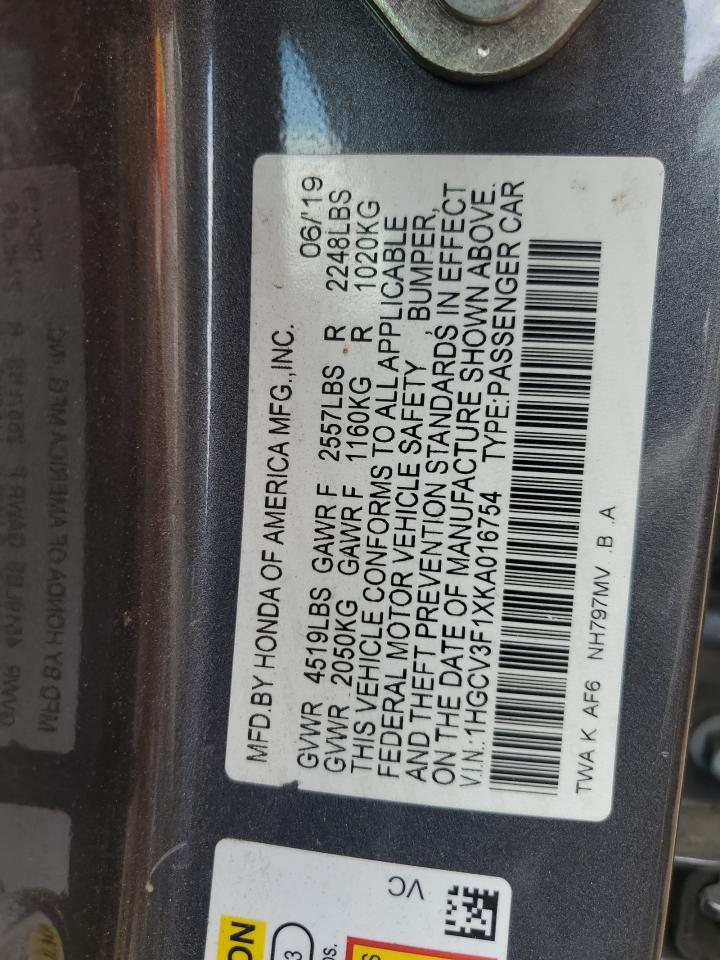 MFD.BY HONDA OF AMERICA MFG.,INC. 06/'19
GVWR 4519LBS GAWR F 2557LBS R 2248LBS
GVWR 2050KG GAWR F 1160KG R 1020KG
THIS VEHICLE CONFORMS TO ALL APPLICABLE
FEDERAL MOTOR VEHICLE SAFETY, BUMPER,
AND THEFT PREVENTION STANDARDS IN EFFECT
ON THE DATE OF MANUFACTURE SHOWN ABOVE.
V.I.N.:1HGCV3F1XKA016754 TYPE:PASSENGER CAR
TWA K AF6 NH797MV .B .A
VC